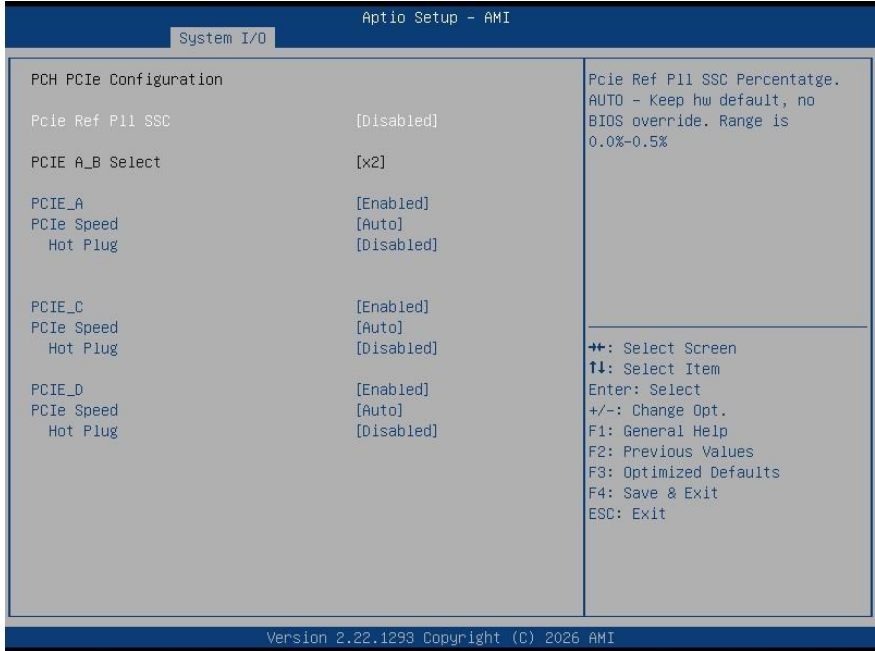 Aptio Setup - AMI
System I/O
PCH PCIe Configuration
Pcie Ref Pll SSC [Disabled]
PCIE A_B Select [x2]
PCIE_A [Enabled]
PCIe Speed [Auto]
Hot Plug [Disabled]
PCIE_C [Enabled]
PCIe Speed [Auto]
Hot Plug [Disabled]
PCIE_D [Enabled]
PCIe Speed [Auto]
Hot Plug [Disabled]
Pcie Ref Pll SSC Percentatge.
AUTO - Keep hw default, no
BIOS override. Range is
0.0%-0.5%
→←: Select Screen
↑↓: Select Item
Enter: Select
+/-: Change Opt.
F1: General Help
F2: Previous Values
F3: Optimized Defaults
F4: Save & Exit
ESC: Exit
Version 2.22.1293 Copyright (C) 2026 AMI